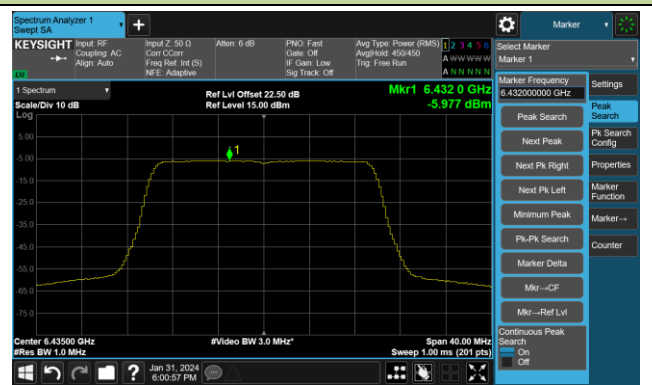 Spectrum Analyzer 1
Swept SA
Marker
KEYSIGHT
Input: RF
Coupling: AC
Align: Auto
Input Z: 50 Ω
Corr CCorr
Freq Ref: Int (S)
NFE: Adaptive
Atten: 6 dB
PNO: Fast
Gate: Off
IF Gain: Low
Sig Track: Off
Avg Type: Power (RMS)
Avg|Hold: 450/450
Trig: Free Run
1 2 3 4 5 6
A W W W W W
A N N N N N
LW
Select Marker
Marker 1
1 Spectrum
Scale/Div 10 dB
Log
Ref Lvl Offset 22.50 dB
Ref Level 15.00 dBm
Mkr1 6.432 0 GHz
-5.977 dBm
5.00
-5.00
-15.0
-25.0
-35.0
-45.0
-55.0
-65.0
-75.0
1
Center 6.43500 GHz
#Res BW 1.0 MHz
#Video BW 3.0 MHz*
Span 40.00 MHz
Sweep 1.00 ms (201 pts)
Marker Frequency
6.432000000 GHz
Peak Search
Next Peak
Next Pk Right
Next Pk Left
Minimum Peak
Pk-Pk Search
Marker Delta
Mkr→CF
Mkr→Ref Lvl
Continuous Peak
Search
On
Off
Settings
Peak
Search
Pk Search
Config
Properties
Marker
Function
Marker→
Counter
Jan 31, 2024
6:00:57 PM